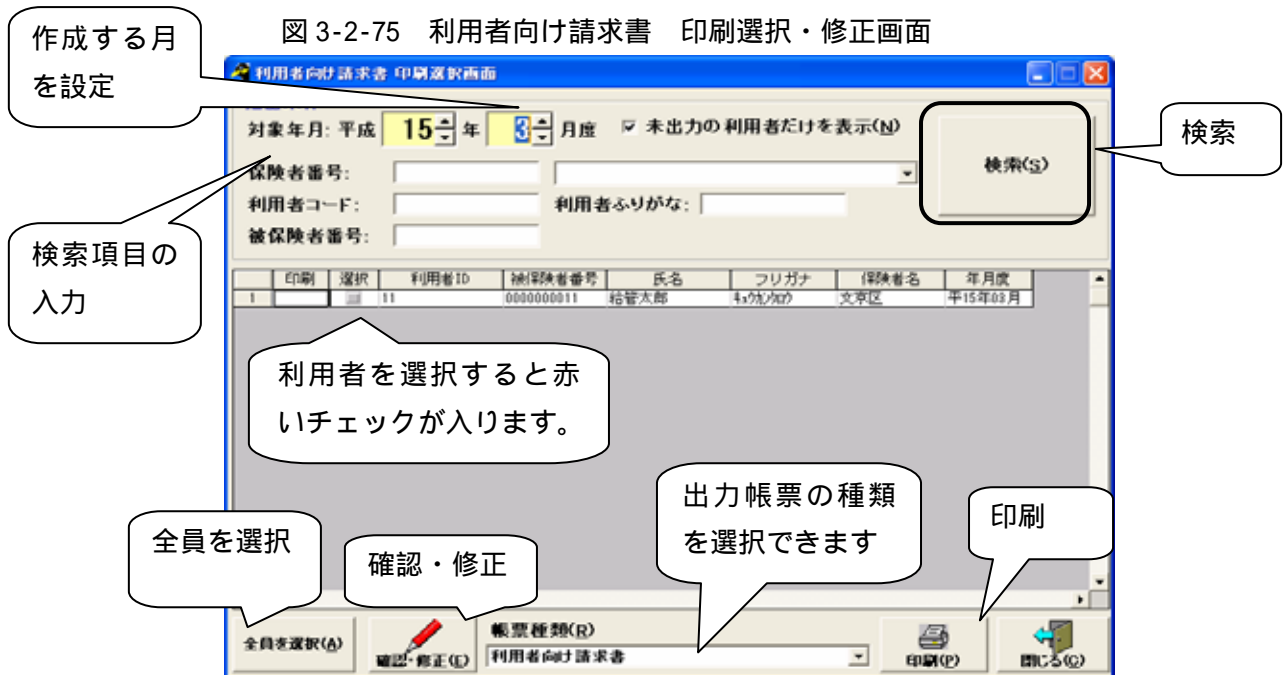 図 3-2-75 利用者向け請求書 印刷選択・修正画面
作成する月
を設定
利用者向け請求書 印刷選択画面
対象年月: 平成 15 年 3 月度 未出力の利用者だけを表示(N)
検索(S)
検索
保険者番号:
利用者コード: 利用者ふりがな:
被保険者番号:
検索項目の
入力
印刷 選択 利用者ID 被保険者番号 氏名 フリガナ 保険者名 年月度
1 11 0000000011 給管太郎 文京区 平15年03月
利用者を選択すると赤
いチェックが入ります。
出力帳票の種類
を選択できます
印刷
全員を選択
確認・修正
帳票種類(R)
全員を選択(A) 確認・修正(E) 利用者向け請求書 印刷(P) 閉じる(C)